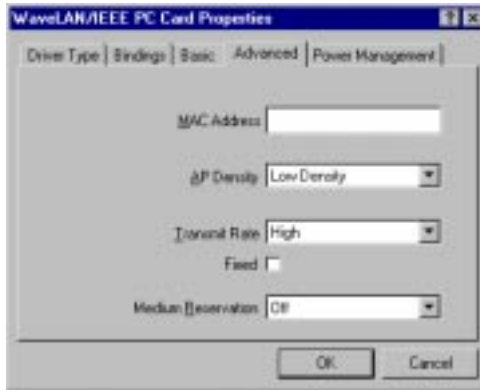 WaveLAN/IEEE PC Card Properties
Driver Type Bindings Basic Advanced Power Management
MAC Address
AP Density Low Density
Transmit Rate High
Fixed
Medium Reservation Off
OK Cancel